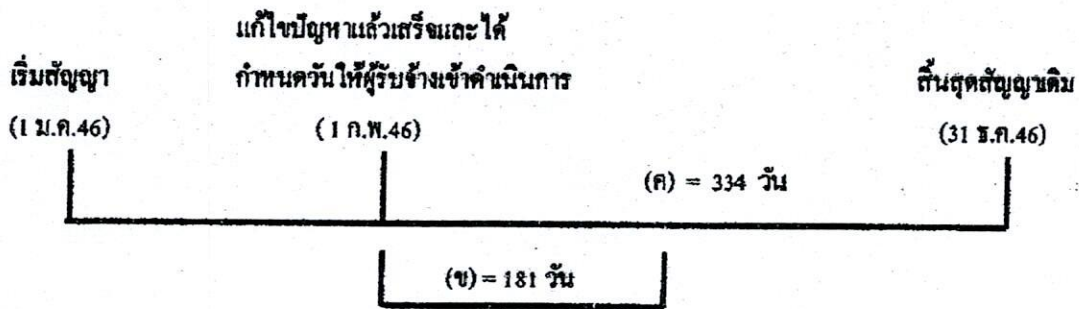 แก้ไขปัญหาแล้วเสร็จและได้
เริ่มสัญญา กำหนดวันให้ผู้รับจ้างเข้าดำเนินการ สิ้นสุดสัญญาเดิม
(1 ม.ค.46) (1 ก.พ.46) (31 ธ.ค.46)
(ค) = 334 วัน
(ข) = 181 วัน